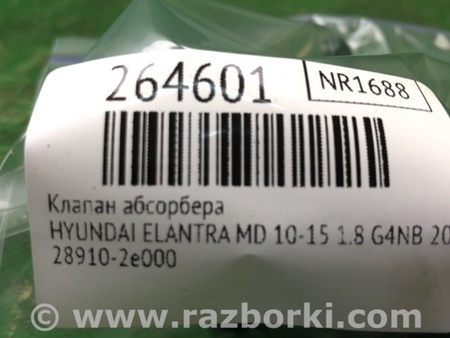 264601
NR1688
Клапан абсорбера
HYUNDAI ELANTRA MD 10-15 1.8 G4NB 20
28910-2e000
www.razborki.com